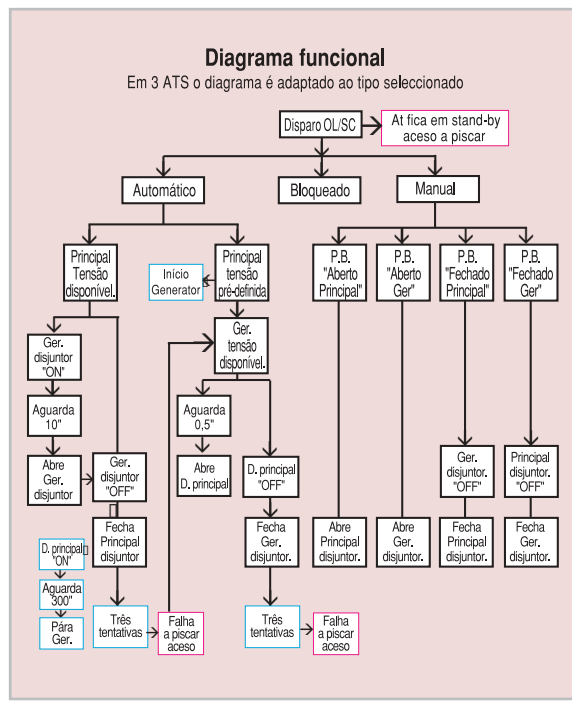 Diagrama funcional
Em 3 ATS o diagrama é adaptado ao tipo seleccionado
Disparo OL/SC
At fica em stand-by
aceso a piscar
Automático
Bloqueado
Manual
Principal
Tensão
disponível.
Início
Generator
Principal
tensão
pré-definida
P.B.
"Aberto
Principal"
P.B.
"Aberto
Ger"
P.B.
"Fechado
Principal"
P.B.
"Fechado
Ger"
Ger.
disjuntor
"ON"
Ger.
tensão
disponível.
Aguarda
10"
Aguarda
0,5"
Abre
Ger.
disjuntor
Ger.
disjuntor
"OFF"
Abre
D. principal
D. principal
"OFF"
Ger.
disjuntor.
"OFF"
Principal
disjuntor.
"OFF"
Fecha
Principal
disjuntor
Fecha
Ger.
disjuntor.
Abre
Principal
disjuntor.
Abre
Ger.
disjuntor.
Fecha
Principal
disjuntor.
Fecha
Ger.
disjuntor.
D. principal
"ON"
Aguarda
300"
Pára
Ger.
Três
tentativas
Falha
a piscar
aceso
Três
tentativas
Falha
a piscar
aceso